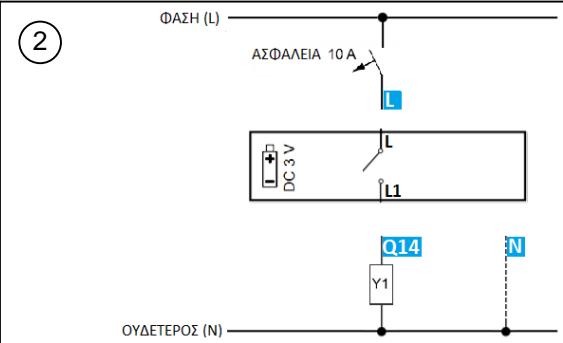 2
ΦΑΣΗ (L)
ΑΣΦΑΛΕΙΑ 10 A
L
L
DC 3 V
L1
Q14
N
Y1
ΟΥΔΕΤΕΡΟΣ (N)